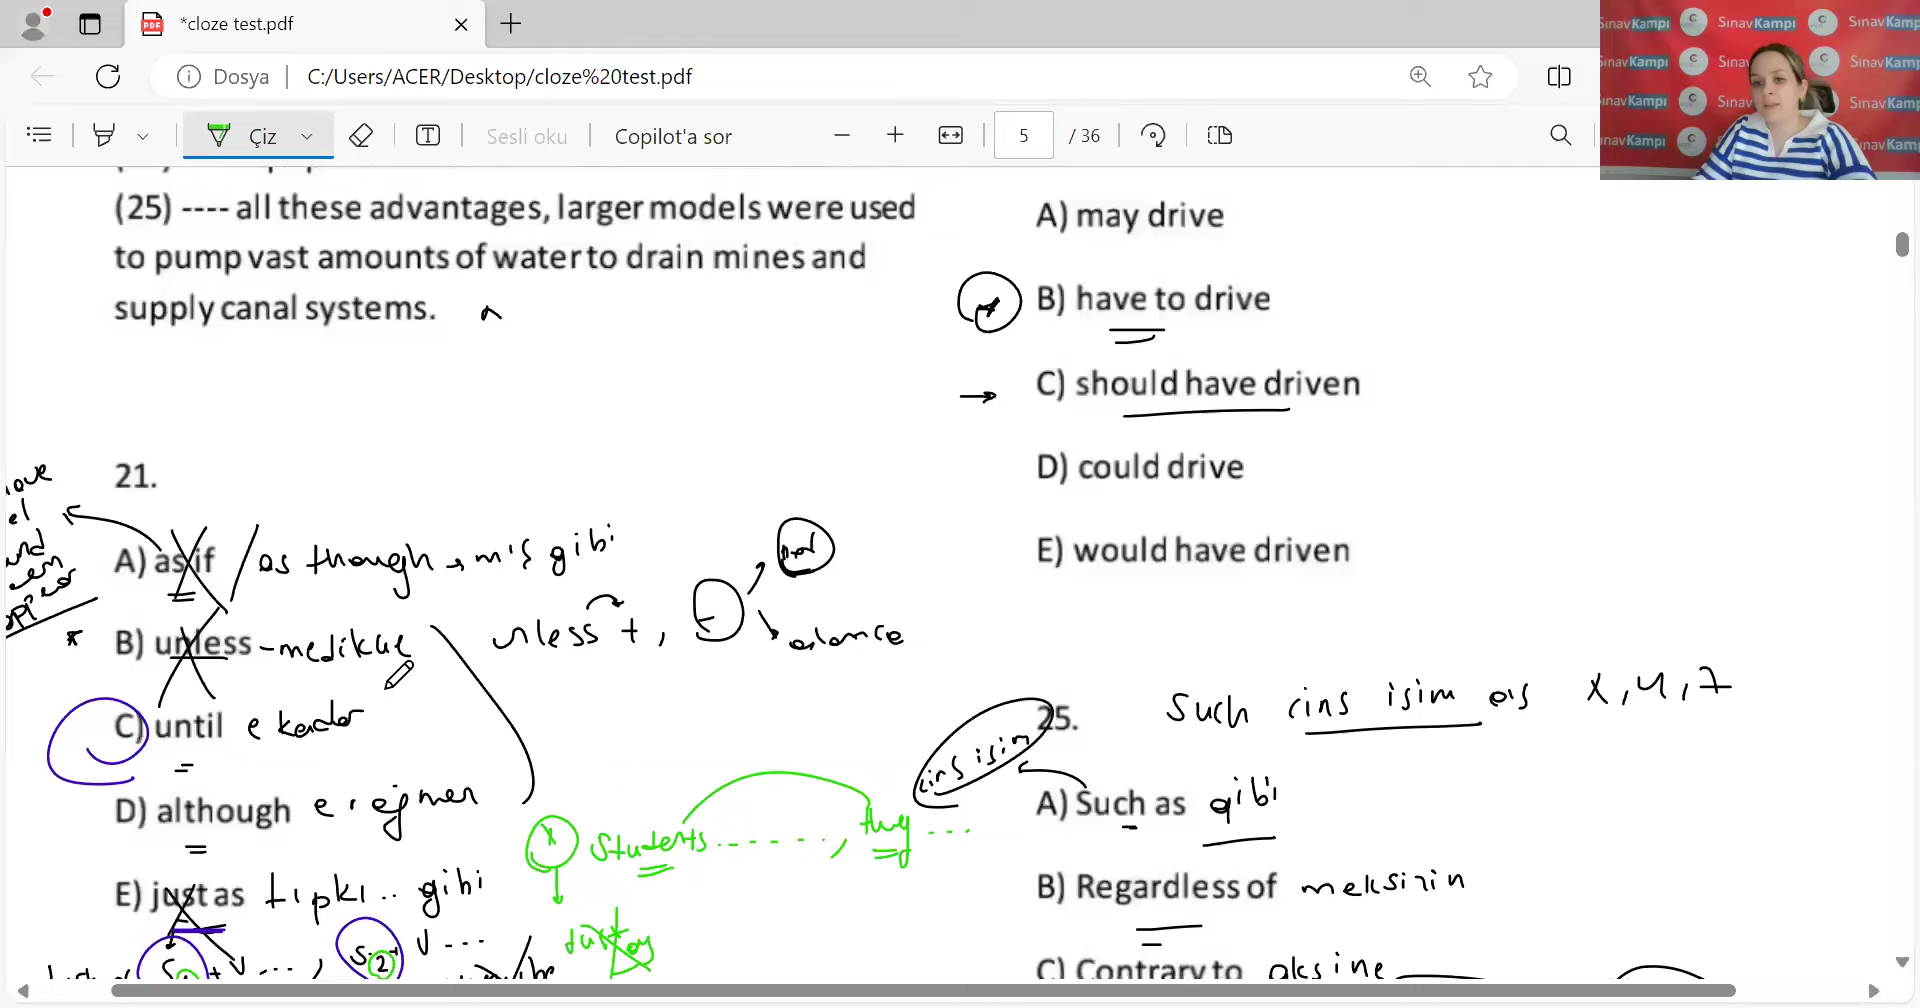 *cloze test.pdf
Dosya C:/Users/ACER/Desktop/cloze%20test.pdf
Çiz
Sesli oku
Copilot'a sor
5 / 36
SınavKampı
(25) ---- all these advantages, larger models were used
to pump vast amounts of water to drain mines and
supply canal systems.
21.
A) as if / as though → mış gibi
B) unless -medikçe
unless +, -
not
C) until e kadar
D) although e rağmen
Students ........, they ...
E) just as tıpkı .. gibi
A) may drive
B) have to drive
C) should have driven
D) could drive
E) would have driven
Such cins isim as x, y, z
25.
cins isim
A) Such as gibi
B) Regardless of meksizin
C) Contrary to aksine